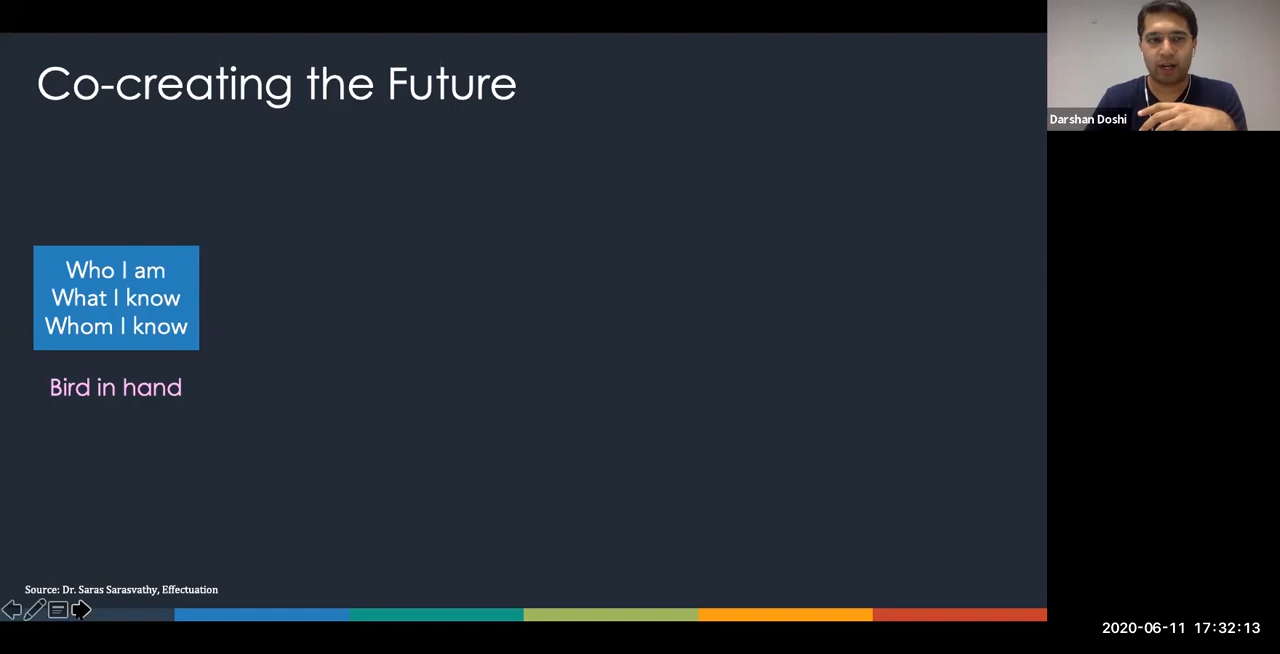 Co-creating the Future
Darshan Doshi
Who I am
What I know
Whom I know
Bird in hand
Source: Dr. Saras Sarasvathy, Effectuation
2020-06-11 17:32:13